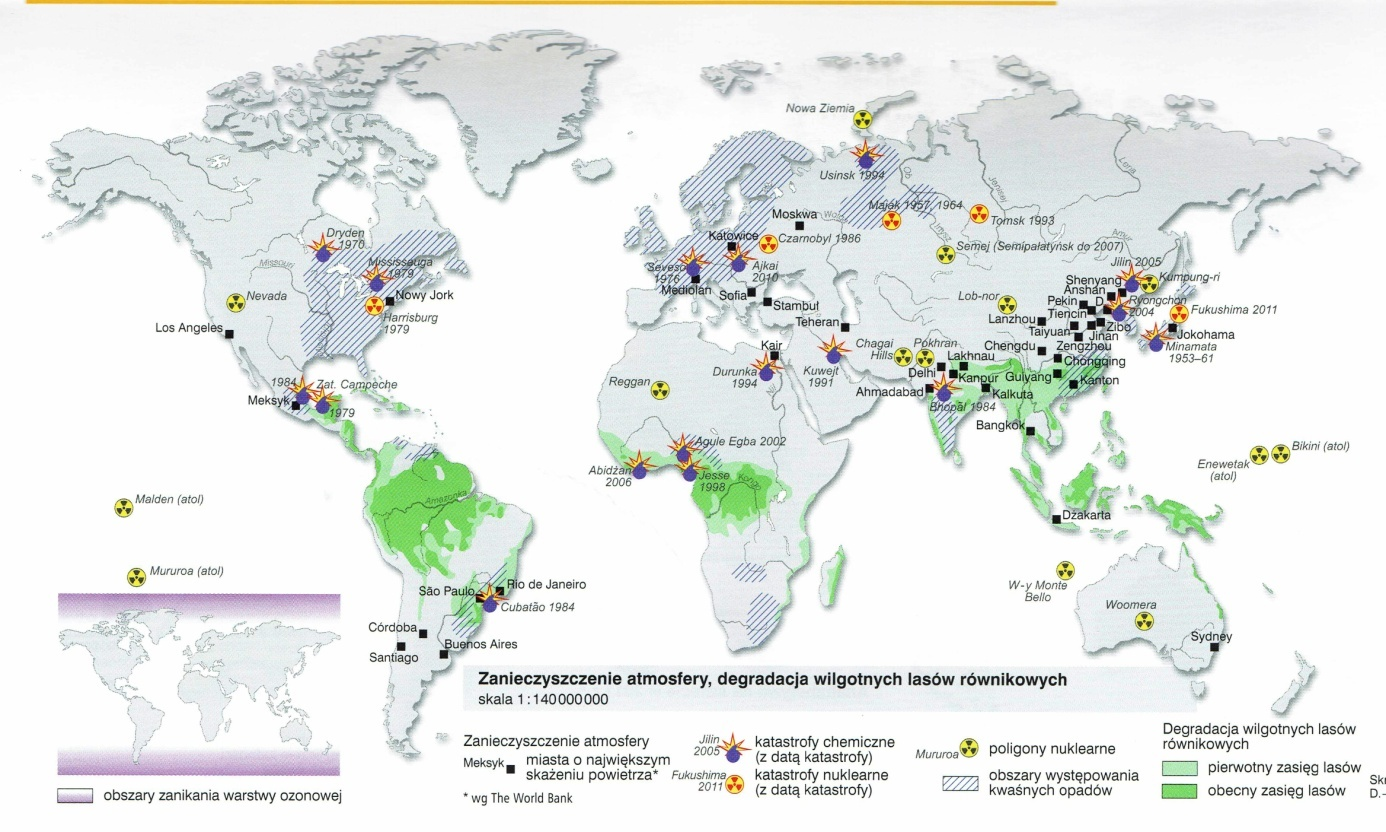 Nowa Ziemia
Usinsk 1994
Ob
Jenisej
Lena
Majak 1957, 1964
Tomsk 1993
Moskwa
Wołga
Irtysz
Amur
Katowice
Czarnobyl 1986
Semej (Semipałatyńsk do 2007)
Dryden
1970
Missouri
Mississauga
1979
Seveso
1976
Ajkai
2010
Mediolan
Sofia
Stambuł
Jilin 2005
Shenyang
Kumpung-ri
Anshan
Nevada
Nowy Jork
Harrisburg
1979
Los Angeles
Lob-nor
Pekin
D.
Ryongchon
2004
Fukushima 2011
Teheran
Lanzhou
Tiencin
Zibo
Taiyuan
Jinan
Jokohama
Kair
Chagai
Hills
Pokhran
Chengdu
Zengzhou
Minamata
1953–61
Durunka
1994
Kuwejt
1991
Lakhnau
Chongqing
Delhi
Kanpur
Guiyang
Kanton
Reggan
1984
Zat. Campeche
Meksyk
1979
Ahmadabad
Kalkuta
Bhopāl 1984
Bangkok
Agule Egba 2002
Abidżan
2006
Jesse
1998
Kongo
Bikini (atol)
Enewetak
(atol)
Malden (atol)
Amazonka
Dżakarta
Mururoa (atol)
W-y Monte
Bello
São Paulo
Rio de Janeiro
Cubatão 1984
Woomera
Córdoba
Santiago
Buenos Aires
Sydney
Zanieczyszczenie atmosfery, degradacja wilgotnych lasów równikowych
skala 1:140 000 000
Zanieczyszczenie atmosfery
Meksyk
miasta o największym
skażeniu powietrza*
* wg The World Bank
Jilin
2005
katastrofy chemiczne
(z datą katastrofy)
Fukushima
2011
katastrofy nuklearne
(z datą katastrofy)
Mururoa
poligony nuklearne
obszary występowania
kwaśnych opadów
Degradacja wilgotnych lasów
równikowych
pierwotny zasięg lasów
obecny zasięg lasów
Skr
D.-
obszary zanikania warstwy ozonowej